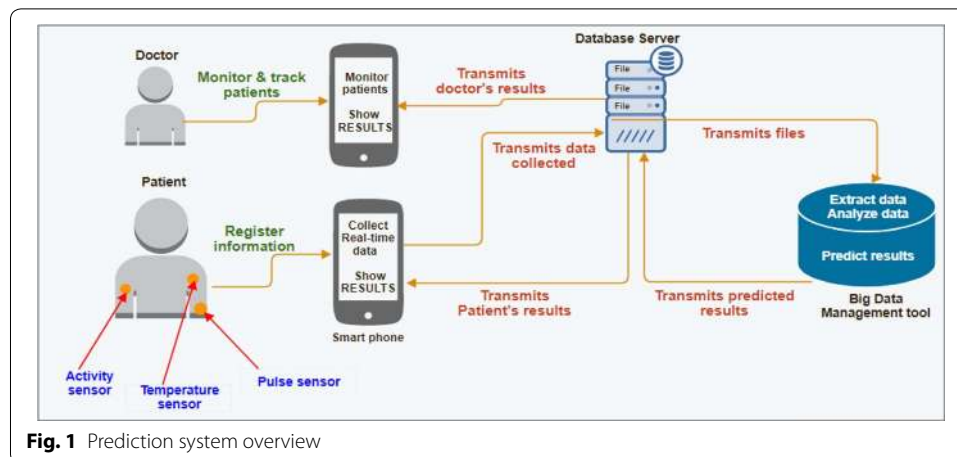 Doctor
Monitor & track
patients
Monitor
patients
Show
RESULTS
Transmits
doctor's results
Database Server
File
File
File
Transmits files
Transmits data
collected
Patient
Register
information
Collect
Real-time
data
Show
RESULTS
Smart phone
Transmits
Patient's results
Transmits predicted
results
Extract data
Analyze data
Predict results
Big Data
Management tool
Activity
sensor
Temperature
sensor
Pulse sensor
Fig. 1 Prediction system overview